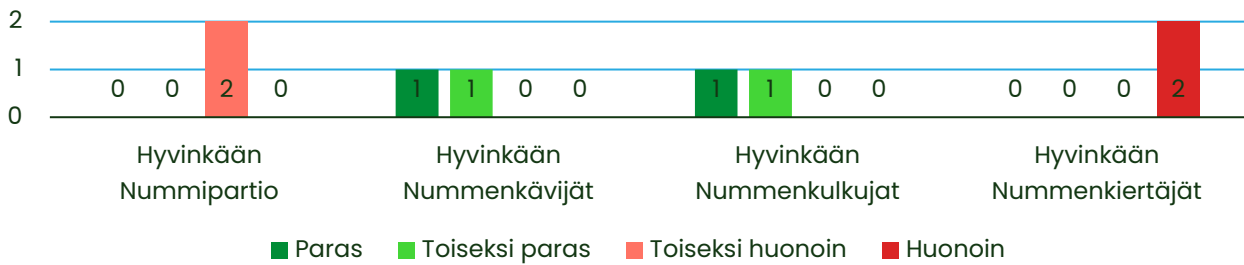 2
1
0
0 0 2 0 1 1 0 0 1 1 0 0 0 0 0 2
Hyvinkään Nummipartio
Hyvinkään Nummenkävijät
Hyvinkään Nummenkulkujat
Hyvinkään Nummenkiertäjät
Paras Toiseksi paras Toiseksi huonoin Huonoin